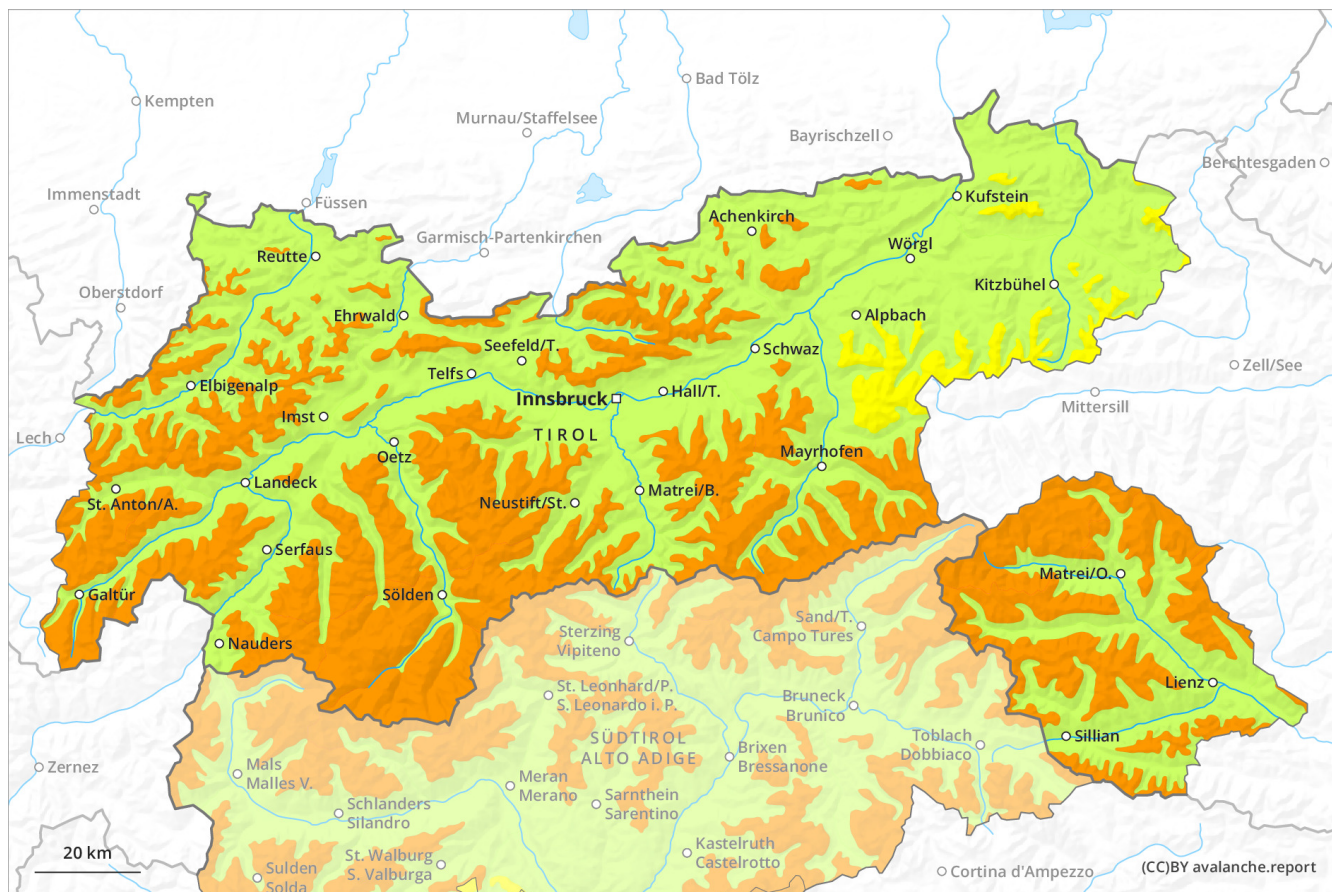 Bad Tölz
Kempten
Murnau/Staffelsee
Bayrischzell
Berchtesgaden
Immenstadt
Füssen
Kufstein
Achenkirch
Garmisch-Partenkirchen
Wörgl
Reutte
Kitzbühel
Oberstdorf
Ehrwald
Alpbach
Seefeld/T.
Schwaz
Zell/See
Telfs
Elbigenalp
Hall/T.
Innsbruck
Mittersill
Imst
TIROL
Lech
Oetz
Mayrhofen
Landeck
Matrei/B.
St. Anton/A.
Neustift/St.
Serfaus
Matrei/O.
Galtür
Sölden
Sand/T.
Campo Tures
Sterzing
Vipiteno
Nauders
Lienz
St. Leonhard/P.
S. Leonardo i. P.
Bruneck
Brunico
SÜDTIROL
ALTO ADIGE
Toblach
Dobbiaco
Sillian
Brixen
Bressanone
Zernez
Mals
Malles V.
Meran
Merano
Sarnthein
Sarentino
Schlanders
Silandro
Kastelruth
Castelrotto
20 km
St. Walburg
S. Valburga
Sulden
Solda
Cortina d'Ampezzo
(CC)BY avalanche.report